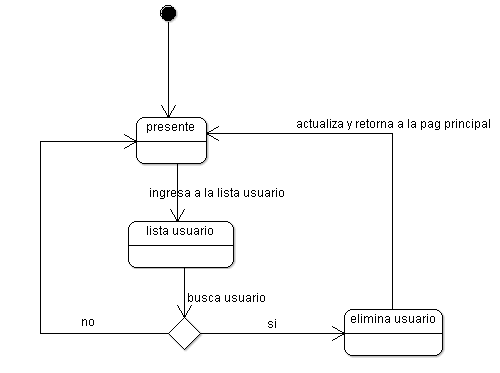 actualiza y retorna a la pag principal
presente
ingresa a la lista usuario
lista usuario
busca usuario
no
si
elimina usuario